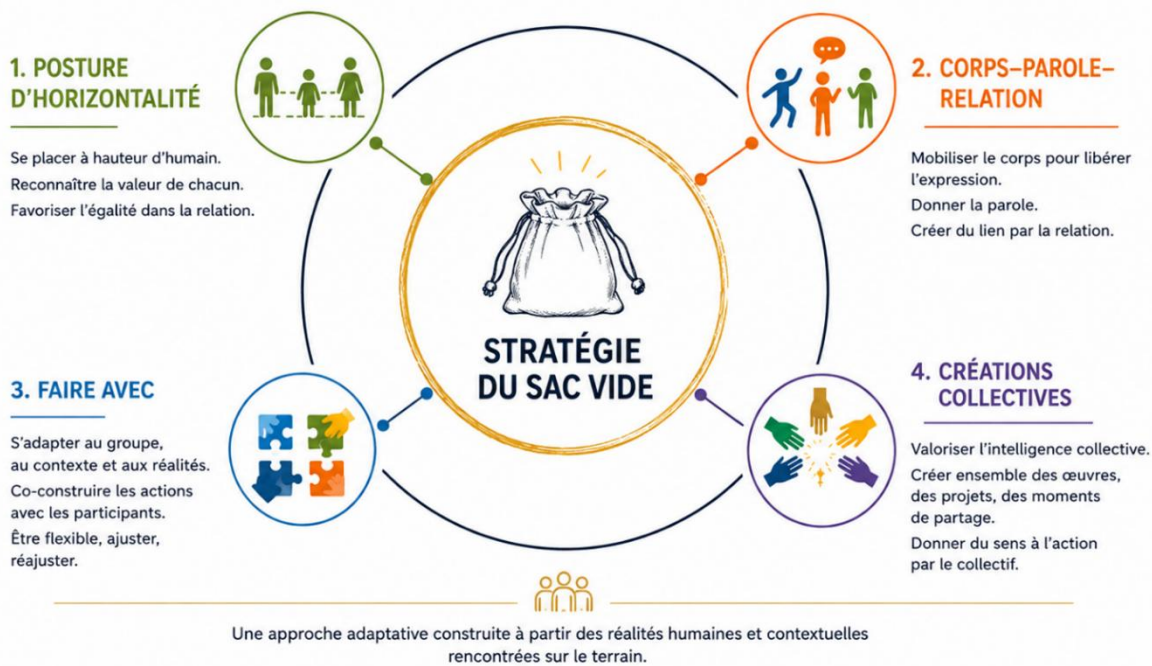 1. POSTURE
D'HORIZONTALITÉ
Se placer à hauteur d'humain.
Reconnaître la valeur de chacun.
Favoriser l'égalité dans la relation.
2. CORPS–PAROLE–
RELATION
Mobiliser le corps pour libérer
l'expression.
Donner la parole.
Créer du lien par la relation.
STRATÉGIE
DU SAC VIDE
3. FAIRE AVEC
S'adapter au groupe,
au contexte et aux réalités.
Co-construire les actions
avec les participants.
Être flexible, ajuster,
réajuster.
4. CRÉATIONS
COLLECTIVES
Valoriser l'intelligence collective.
Créer ensemble des œuvres,
des projets, des moments
de partage.
Donner du sens à l'action
par le collectif.
Une approche adaptative construite à partir des réalités humaines et contextuelles
rencontrées sur le terrain.